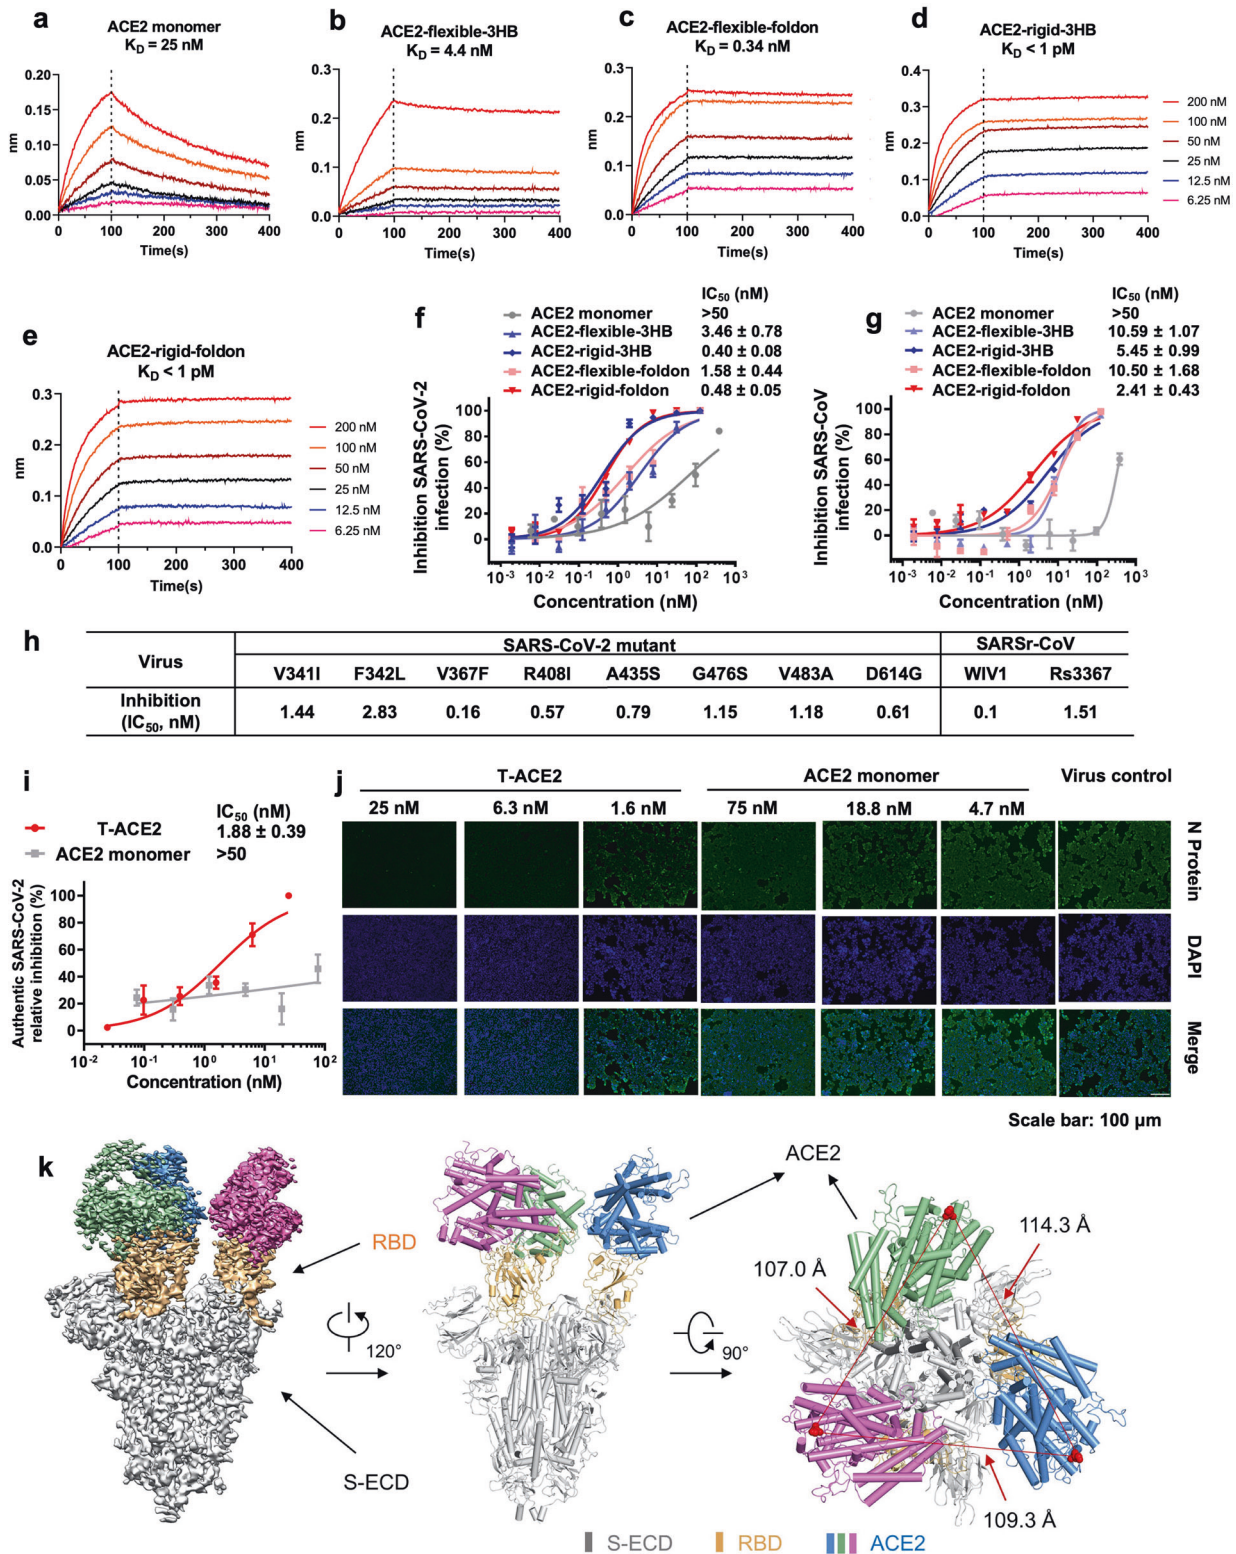 a
ACE2 monomer
K_D = 25 nM
nm
0.20
0.15
0.10
0.05
0.00
0 100 200 300 400
Time(s)
b
ACE2-flexible-3HB
K_D = 4.4 nM
nm
0.3
0.2
0.1
0.0
0 100 200 300 400
Time(s)
c
ACE2-flexible-foldon
K_D = 0.34 nM
nm
0.3
0.2
0.1
0.0
0 100 200 300 400
Time(s)
d
ACE2-rigid-3HB
K_D < 1 pM
nm
0.4
0.3
0.2
0.1
0.0
0 100 200 300 400
Time(s)
200 nM
100 nM
50 nM
25 nM
12.5 nM
6.25 nM
e
ACE2-rigid-foldon
K_D < 1 pM
nm
0.3
0.2
0.1
0.0
0 100 200 300 400
Time(s)
200 nM
100 nM
50 nM
25 nM
12.5 nM
6.25 nM
f
IC50 (nM)
ACE2 monomer >50
ACE2-flexible-3HB 3.46 ± 0.78
ACE2-rigid-3HB 0.40 ± 0.08
ACE2-flexible-foldon 1.58 ± 0.44
ACE2-rigid-foldon 0.48 ± 0.05
Inhibition SARS-CoV-2
infection (%)
100
80
60
40
20
0
10^-3 10^-2 10^-1 10^0 10^1 10^2 10^3
Concentration (nM)
g
IC50 (nM)
ACE2 monomer >50
ACE2-flexible-3HB 10.59 ± 1.07
ACE2-rigid-3HB 5.45 ± 0.99
ACE2-flexible-foldon 10.50 ± 1.68
ACE2-rigid-foldon 2.41 ± 0.43
Inhibition SARS-CoV
infection (%)
100
80
60
40
20
0
10^-3 10^-2 10^-1 10^0 10^1 10^2 10^3
Concentration (nM)
h
Virus SARS-CoV-2 mutant SARSr-CoV
V341I F342L V367F R408I A435S G476S V483A D614G WIV1 Rs3367
Inhibition
(IC50, nM) 1.44 2.83 0.16 0.57 0.79 1.15 1.18 0.61 0.1 1.51
i
IC50 (nM)
T-ACE2 1.88 ± 0.39
ACE2 monomer >50
Authentic SARS-CoV-2
relative inhibition (%)
100
80
60
40
20
0
10^-2 10^-1 10^0 10^1 10^2
Concentration (nM)
j
T-ACE2 ACE2 monomer Virus control
25 nM 6.3 nM 1.6 nM 75 nM 18.8 nM 4.7 nM
N Protein
DAPI
Merge
Scale bar: 100 µm
k
RBD
120°
S-ECD
90°
ACE2
114.3 Å
107.0 Å
109.3 Å
S-ECD RBD ACE2